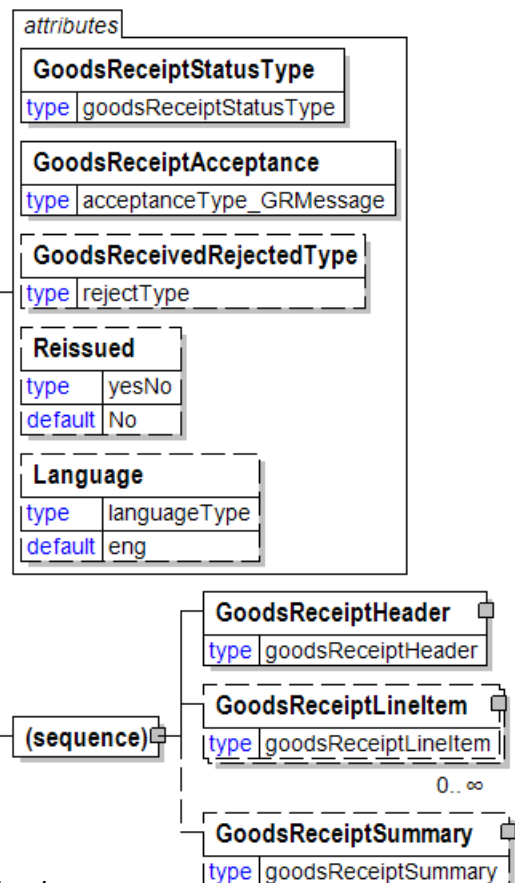 attributes
GoodsReceiptStatusType
type goodsReceiptStatusType
GoodsReceiptAcceptance
type acceptanceType_GRMessage
GoodsReceivedRejectedType
type rejectType
Reissued
type yesNo
default No
Language
type languageType
default eng
GoodsReceiptHeader
type goodsReceiptHeader
(sequence)
GoodsReceiptLineItem
type goodsReceiptLineItem
0.. ∞
GoodsReceiptSummary
type goodsReceiptSummary